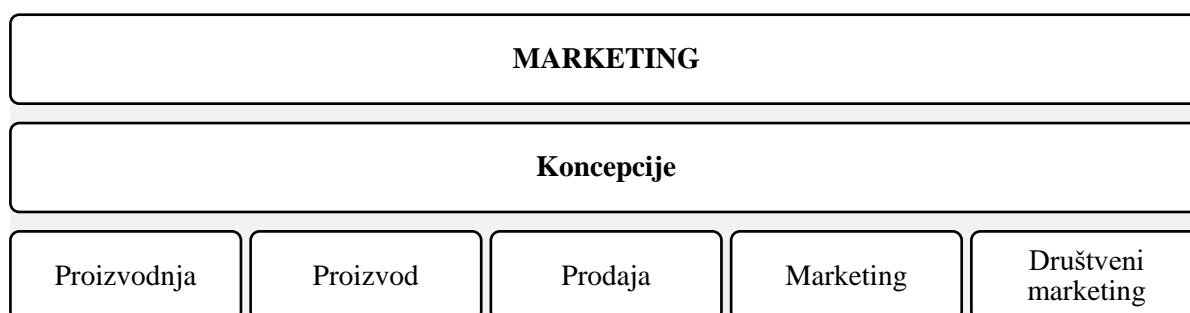 MARKETING
Koncepcije
Proizvodnja
Proizvod
Prodaja
Marketing
Društveni
marketing